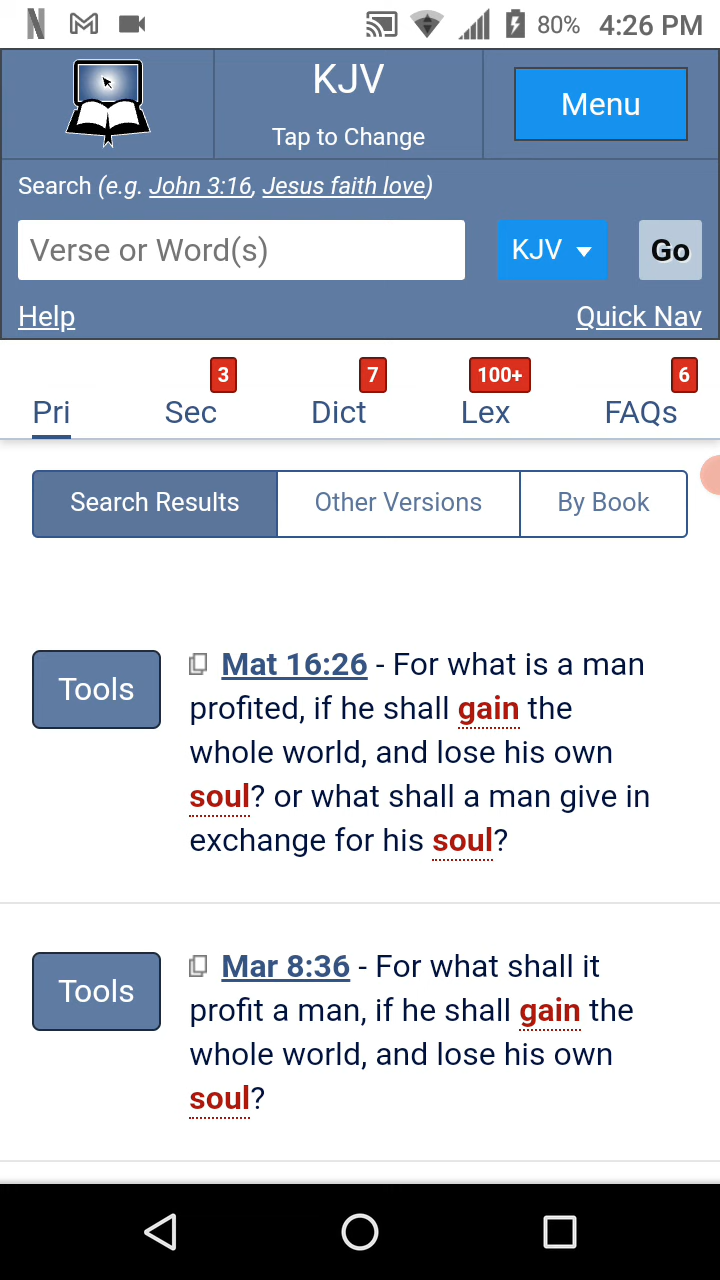 80% 4:26 PM
KJV
Tap to Change
Menu
Search (e.g. John 3:16, Jesus faith love)
Verse or Word(s)
KJV
Go
Help
Quick Nav
3
7
100+
6
Pri
Sec
Dict
Lex
FAQs
Search Results
Other Versions
By Book
Tools
Mat 16:26 - For what is a man
profited, if he shall gain the
whole world, and lose his own
soul? or what shall a man give in
exchange for his soul?
Tools
Mar 8:36 - For what shall it
profit a man, if he shall gain the
whole world, and lose his own
soul?